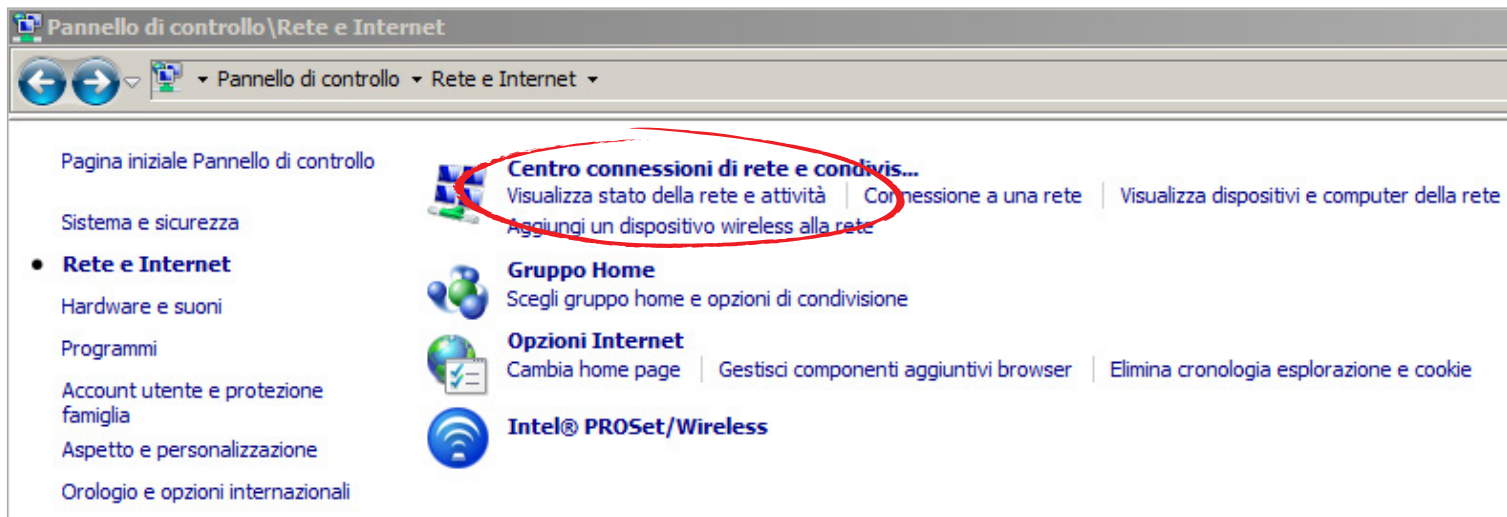 Pannello di controllo\Rete e Internet
Pannello di controllo Rete e Internet
Pagina iniziale Pannello di controllo
Sistema e sicurezza
Rete e Internet
Hardware e suoni
Programmi
Account utente e protezione
famiglia
Aspetto e personalizzazione
Orologio e opzioni internazionali
Centro connessioni di rete e condivis...
Visualizza stato della rete e attività Connessione a una rete Visualizza dispositivi e computer della rete
Aggiungi un dispositivo wireless alla rete
Gruppo Home
Scegli gruppo home e opzioni di condivisione
Opzioni Internet
Cambia home page Gestisci componenti aggiuntivi browser Elimina cronologia esplorazione e cookie
Intel® PROSet/Wireless